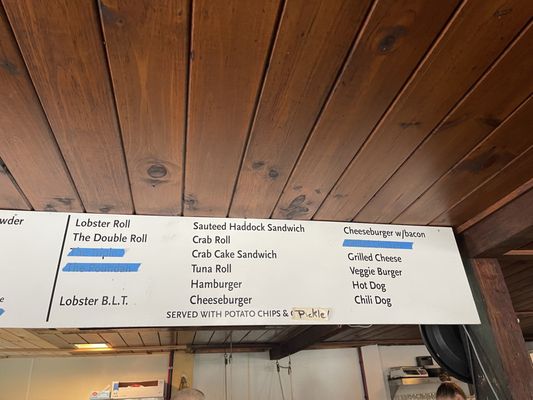 wder
Lobster Roll
The Double Roll
Lobster B.L.T.
Sauteed Haddock Sandwich
Crab Roll
Crab Cake Sandwich
Tuna Roll
Hamburger
Cheeseburger
Cheeseburger w/bacon
Grilled Cheese
Veggie Burger
Hot Dog
Chili Dog
SERVED WITH POTATO CHIPS & Pickle!